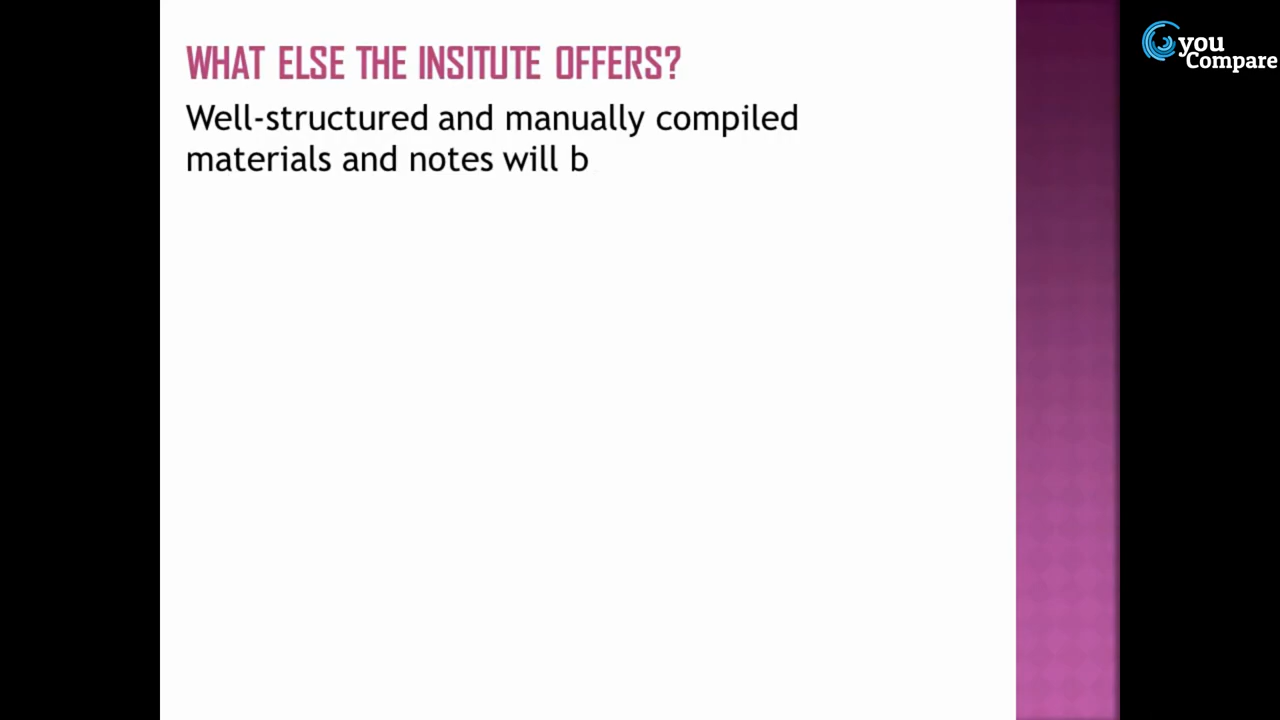 WHAT ELSE THE INSITUTE OFFERS?
Well-structured and manually compiled
materials and notes will b
you
Compare